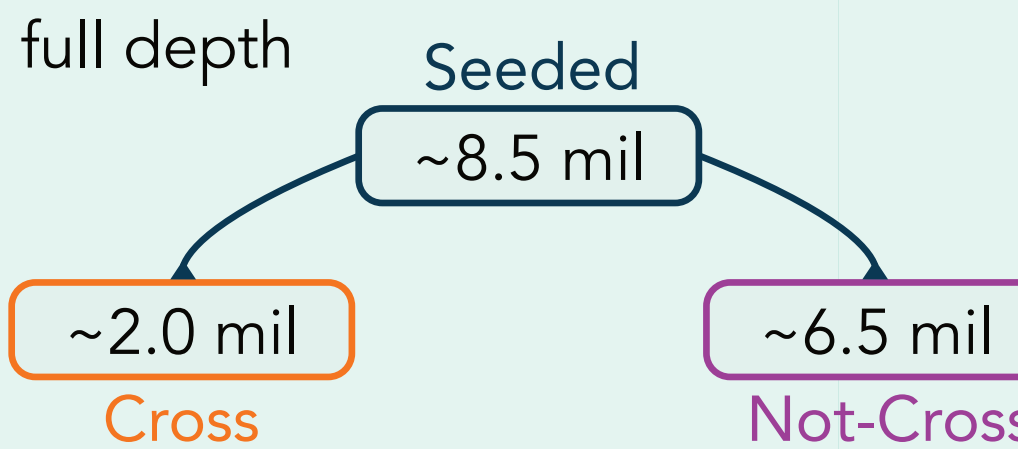 full depth
Seeded
~8.5 mil
~2.0 mil
~6.5 mil
Cross
Not-Cross